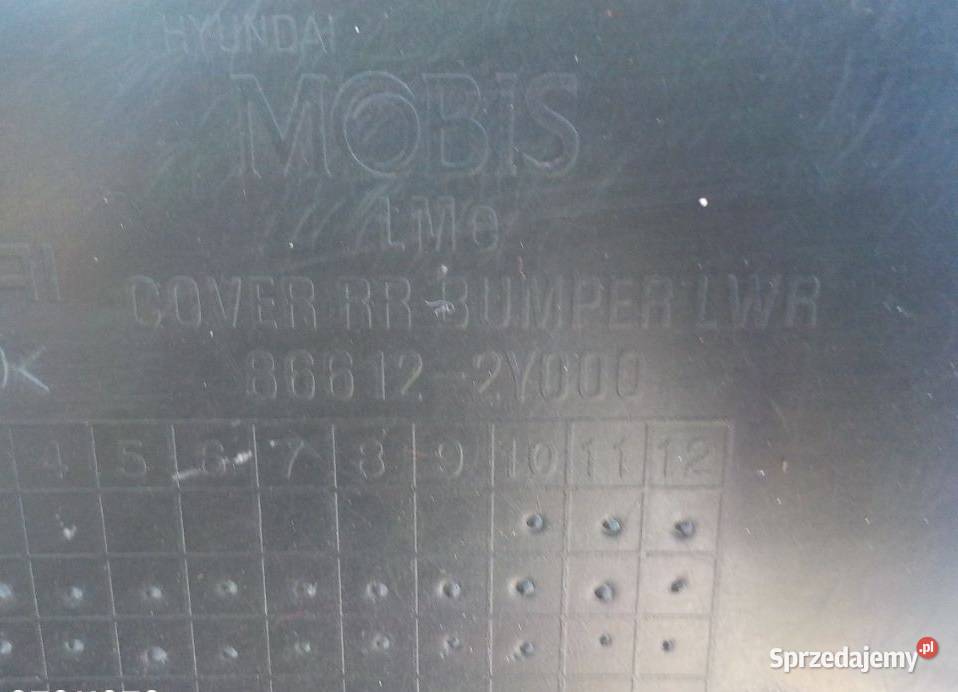 HYUNDAI
MOBIS
LMC
COVER RR BUMPER LWR
86612-2Y000
4 5 6 7 8 9 10 11 12
Sprzedajemy.pl